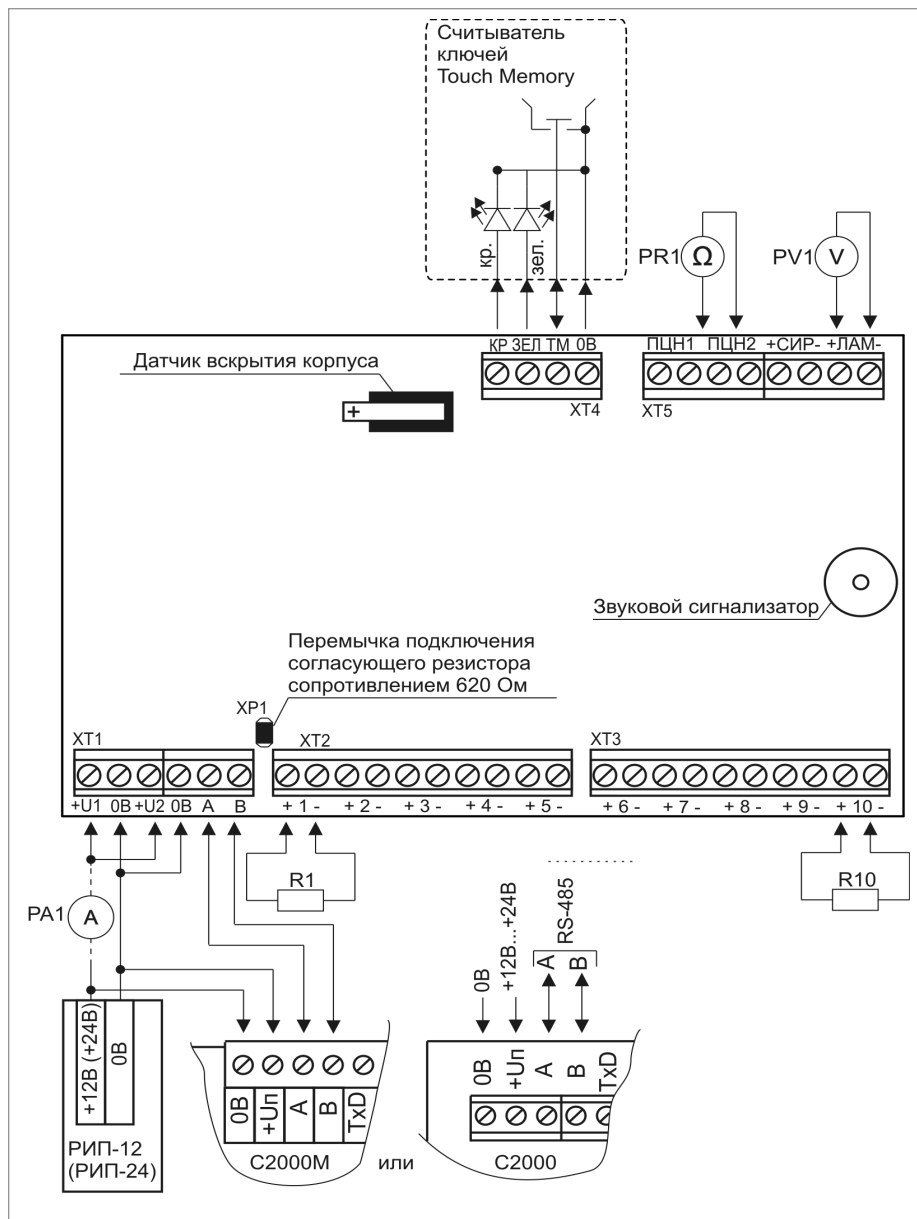 Считыватель
ключей
Touch Memory
кр.
зел.
PR1
Ω
PV1
V
КР ЗЕЛ ТМ 0В
ПЦН1 ПЦН2 +СИР- +ЛАМ-
XT4
XT5
Датчик вскрытия корпуса
+
Звуковой сигнализатор
Перемычка подключения
согласующего резистора
сопротивлением 620 Ом
XP1
XT1
XT2
XT3
+U1 0В +U2 0В А В
+ 1 - + 2 - + 3 - + 4 - + 5 -
+ 6 - + 7 - + 8 - + 9 - + 10 -
R1
R10
PA1
A
0В
+12В...+24В
А
В
RS-485
+12В (+24В)
0В
РИП-12
(РИП-24)
0В
+Uп
А
В
TxD
С2000М
или
0В
+Uп
А
В
TxD
С2000